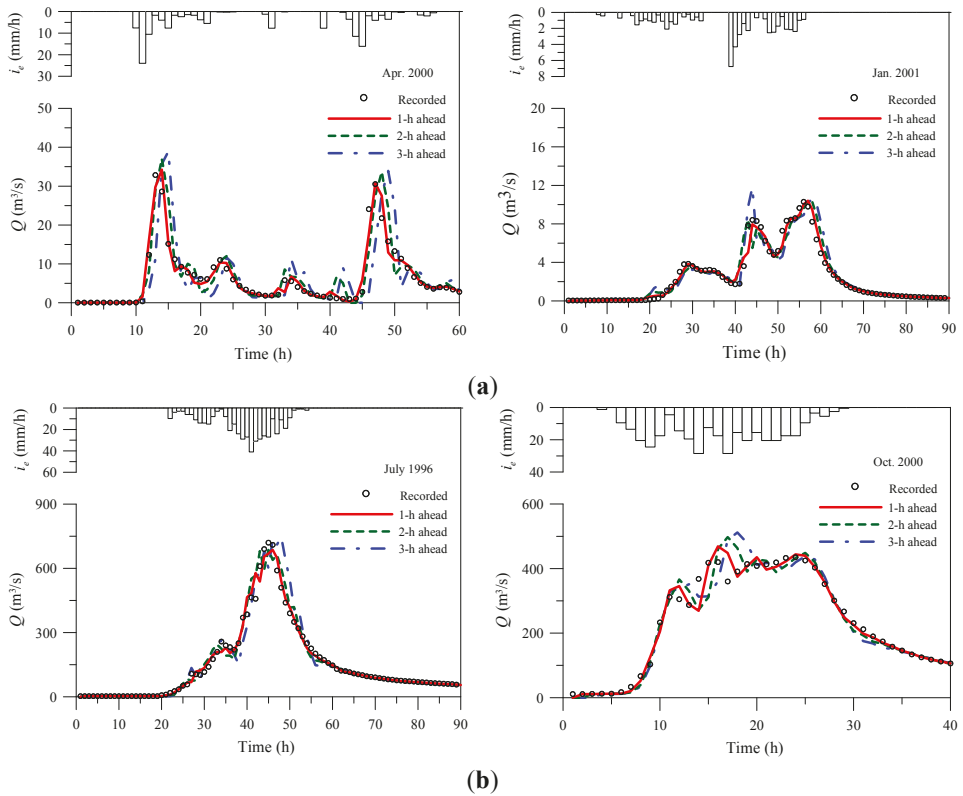 0
10
20
30
i_e (mm/h)
Apr. 2000
Recorded
1-h ahead
2-h ahead
3-h ahead
50
40
30
20
10
0
Q (m³/s)
0 10 20 30 40 50 60
Time (h)
0
2
4
6
8
i_e (mm/h)
Jan. 2001
Recorded
1-h ahead
2-h ahead
3-h ahead
20
16
12
8
4
0
Q (m³/s)
0 10 20 30 40 50 60 70 80 90
Time (h)
(a)
0
20
40
60
i_e (mm/h)
July 1996
Recorded
1-h ahead
2-h ahead
3-h ahead
900
600
300
0
Q (m³/s)
0 10 20 30 40 50 60 70 80 90
Time (h)
0
20
40
i_e (mm/h)
Oct. 2000
Recorded
1-h ahead
2-h ahead
3-h ahead
600
400
200
0
Q (m³/s)
0 10 20 30 40
Time (h)
(b)